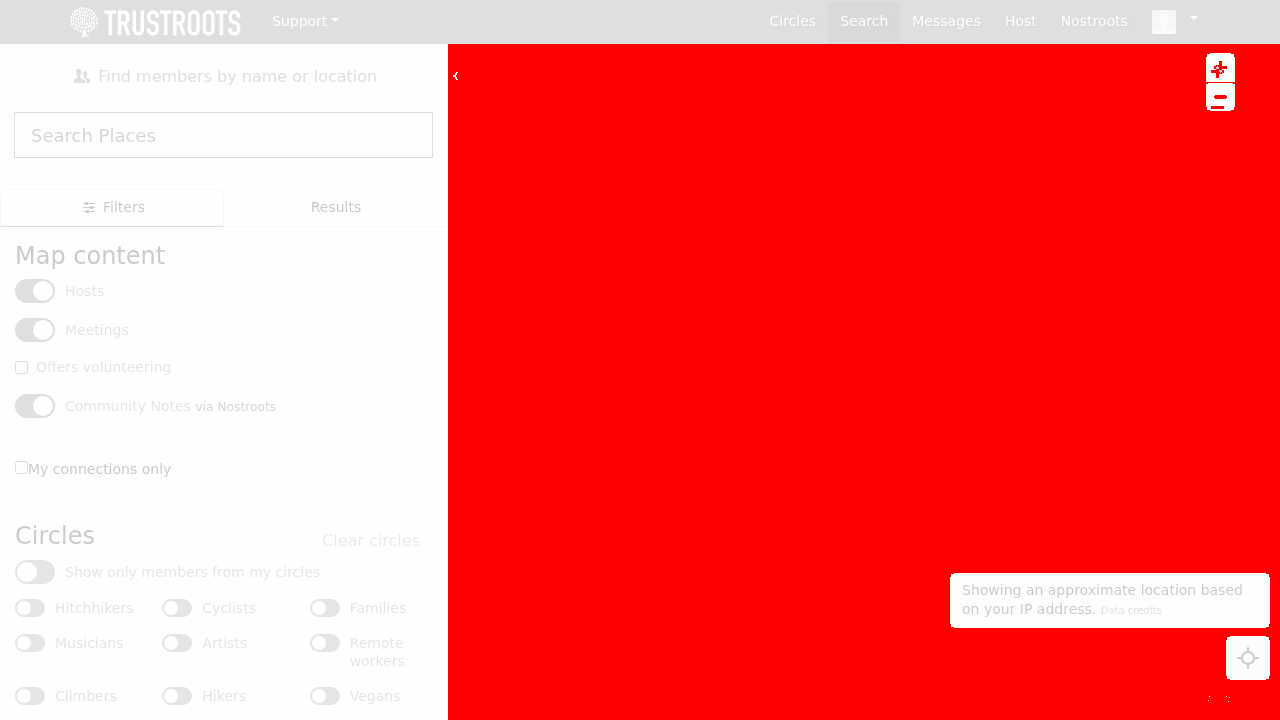 TRUSTROOTS Support Circles Search Messages Host Nostroots
Find members by name or location
Search Places
Filters Results
Map content
Hosts
Meetings
Offers volunteering
Community Notes via Nostroots
My connections only
Circles Clear circles
Show only members from my circles
Hitchhikers Cyclists Families
Musicians Artists Remote
workers
Climbers Hikers Vegans
Showing an approximate location based
on your IP address. Data credits